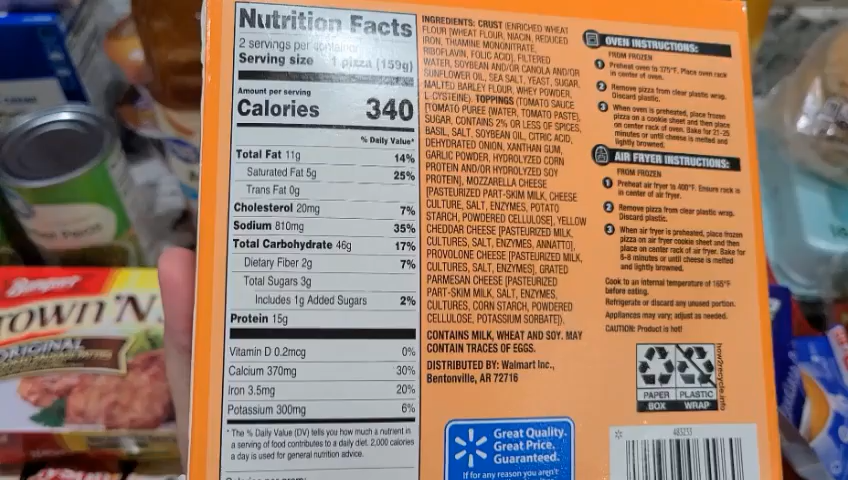 Nutrition Facts
2 servings per container
Serving size 1 pizza (159g)
Amount per serving
Calories 340
% Daily Value*
Total Fat 11g 14%
Saturated Fat 5g 25%
Trans Fat 0g
Cholesterol 20mg 7%
Sodium 810mg 35%
Total Carbohydrate 46g 17%
Dietary Fiber 2g 7%
Total Sugars 3g
Includes 1g Added Sugars 2%
Protein 15g
Vitamin D 0.2mcg 0%
Calcium 370mg 30%
Iron 3.5mg 20%
Potassium 300mg 6%
* The % Daily Value (DV) tells you how much a nutrient in
a serving of food contributes to a daily diet. 2,000 calories
a day is used for general nutrition advice.
INGREDIENTS: CRUST (ENRICHED WHEAT
FLOUR [WHEAT FLOUR, NIACIN, REDUCED
IRON, THIAMINE MONONITRATE,
RIBOFLAVIN, FOLIC ACID], FILTERED
WATER, SOYBEAN AND/OR CANOLA AND/OR
SUNFLOWER OIL, SEA SALT, YEAST, SUGAR,
MALTED BARLEY FLOUR, WHEY POWDER,
L-CYSTEINE). TOPPINGS (TOMATO SAUCE
[TOMATO PUREE (WATER, TOMATO PASTE),
SUGAR, CONTAINS 2% OR LESS OF SPICES,
BASIL, SALT, SOYBEAN OIL, CITRIC ACID,
DEHYDRATED ONION, XANTHAN GUM,
GARLIC POWDER, HYDROLYZED CORN
PROTEIN AND/OR HYDROLYZED SOY
PROTEIN], MOZZARELLA CHEESE
[PASTEURIZED PART-SKIM MILK, CHEESE
CULTURE, SALT, ENZYMES, POTATO
STARCH, POWDERED CELLULOSE], YELLOW
CHEDDAR CHEESE [PASTEURIZED MILK,
CULTURES, SALT, ENZYMES, ANNATTO],
PROVOLONE CHEESE [PASTEURIZED MILK,
CULTURES, SALT, ENZYMES], GRATED
PARMESAN CHEESE [PASTEURIZED
PART-SKIM MILK, SALT, ENZYMES,
CULTURES, CORN STARCH, POWDERED
CELLULOSE, POTASSIUM SORBATE]).
CONTAINS MILK, WHEAT AND SOY. MAY
CONTAIN TRACES OF EGGS.
DISTRIBUTED BY: Walmart Inc.,
Bentonville, AR 72716
Great Quality.
Great Price.
Guaranteed.
If for any reason you aren't
OVEN INSTRUCTIONS:
FROM FROZEN
1 Preheat oven to 375°F. Place oven rack
in center of oven.
2 Remove pizza from clear plastic wrap.
Discard plastic.
3 When oven is preheated, place frozen
pizza on a cookie sheet and then place
on center rack of oven. Bake for 21-25
minutes or until cheese is melted and
lightly browned.
AIR FRYER INSTRUCTIONS:
FROM FROZEN
1 Preheat air fryer to 400°F. Ensure rack is
in center of air fryer.
2 Remove pizza from clear plastic wrap.
Discard plastic.
3 When air fryer is preheated, place frozen
pizza on air fryer cookie sheet and then
place on center rack of air fryer. Bake for
6-8 minutes or until cheese is melted
and lightly browned.
Cook to an internal temperature of 165°F
before eating.
Refrigerate or discard any unused portion.
Appliances may vary; adjust as needed.
CAUTION: Product is hot!
PAPER PLASTIC
BOX WRAP
how2recycle.info
483233
Banquet
OWN'N
ORIGINAL